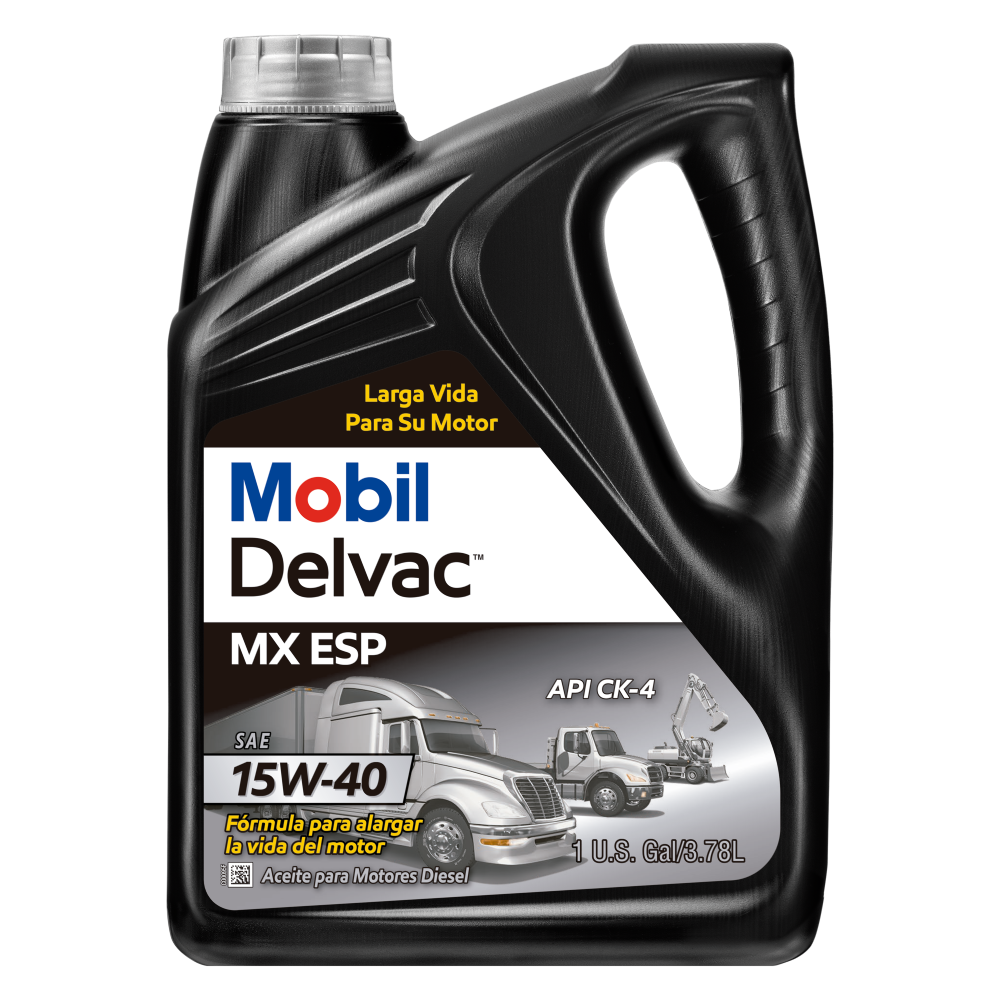 Larga Vida
Para Su Motor
Mobil
Delvac™
MX ESP
API CK-4
SAE
15W-40
Fórmula para alargar
la vida del motor
1 U.S. Gal/3.78L
Aceite para Motores Diesel